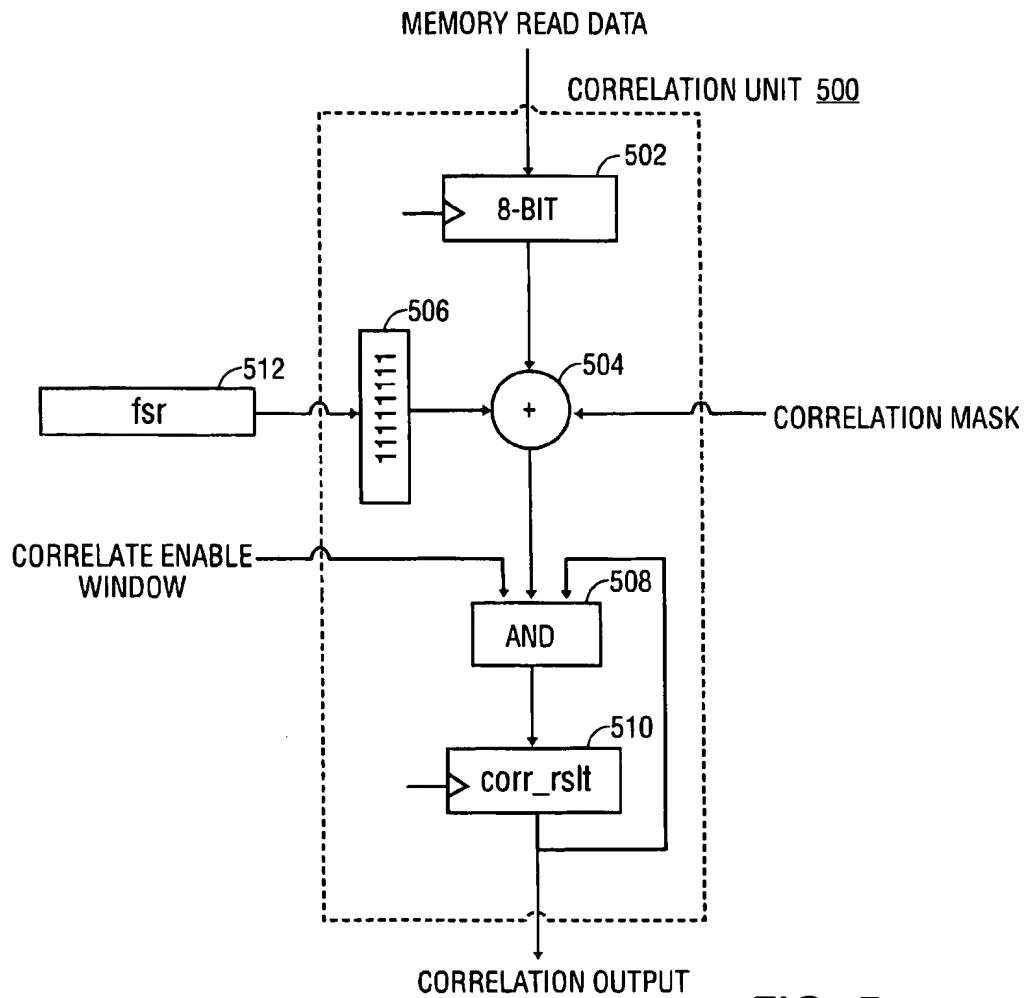 MEMORY READ DATA
CORRELATION UNIT 500
502
8-BIT
506
11111111
512
fsr
504
+
CORRELATION MASK
CORRELATE ENABLE
WINDOW
508
AND
510
corr_rslt
CORRELATION OUTPUT